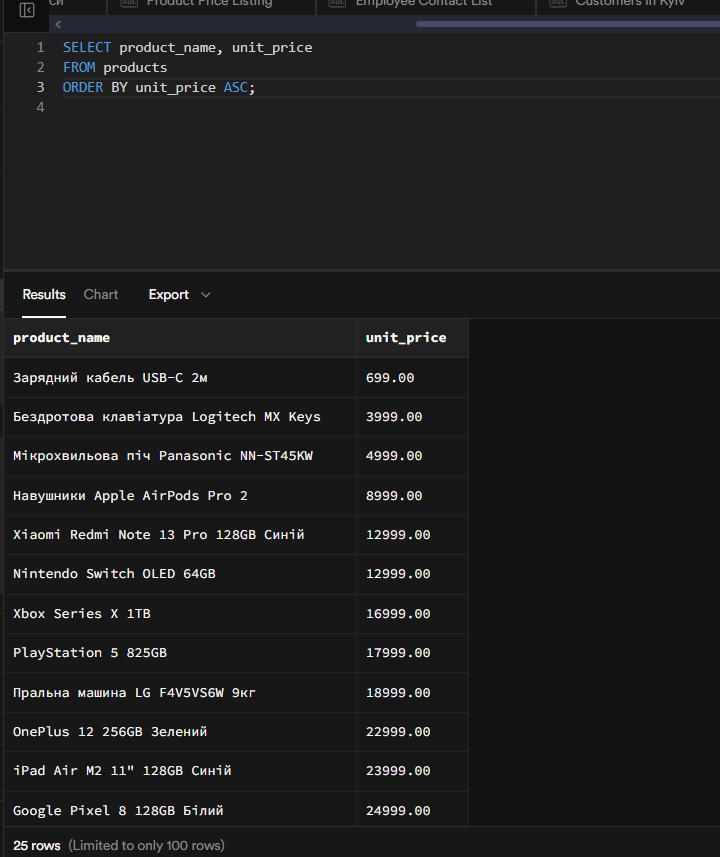 си Product Price Listing Employee Contact List Customers in Kyiv
1 SELECT product_name, unit_price
2 FROM products
3 ORDER BY unit_price ASC;
4
Results Chart Export
product_name unit_price
Зарядний кабель USB-C 2м 699.00
Бездротова клавіатура Logitech MX Keys 3999.00
Мікрохвильова піч Panasonic NN-ST45KW 4999.00
Навушники Apple AirPods Pro 2 8999.00
Xiaomi Redmi Note 13 Pro 128GB Синій 12999.00
Nintendo Switch OLED 64GB 12999.00
Xbox Series X 1TB 16999.00
PlayStation 5 825GB 17999.00
Пральна машина LG F4V5VS6W 9кг 18999.00
OnePlus 12 256GB Зелений 22999.00
iPad Air M2 11" 128GB Синій 23999.00
Google Pixel 8 128GB Білий 24999.00
25 rows (Limited to only 100 rows)